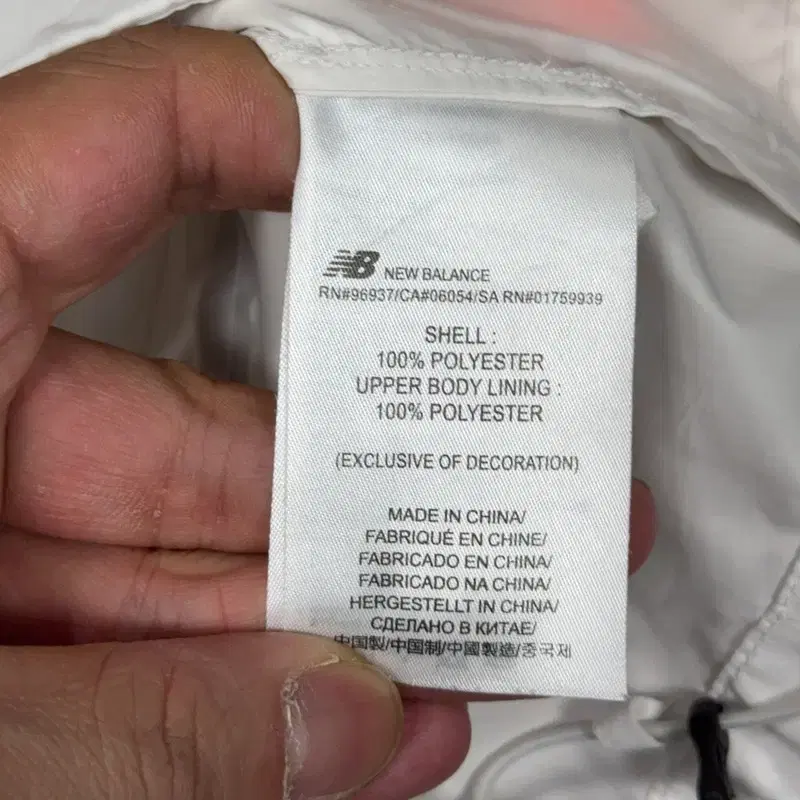 NB NEW BALANCE
RN#96937/CA#06054/SA RN#01759939
SHELL :
100% POLYESTER
UPPER BODY LINING :
100% POLYESTER
(EXCLUSIVE OF DECORATION)
MADE IN CHINA/
FABRIQUÉ EN CHINE/
FABRICADO EN CHINA/
FABRICADO NA CHINA/
HERGESTELLT IN CHINA/
СДЕЛАНО В КИТАЕ/
中国製/中国制/中國製造/중국제